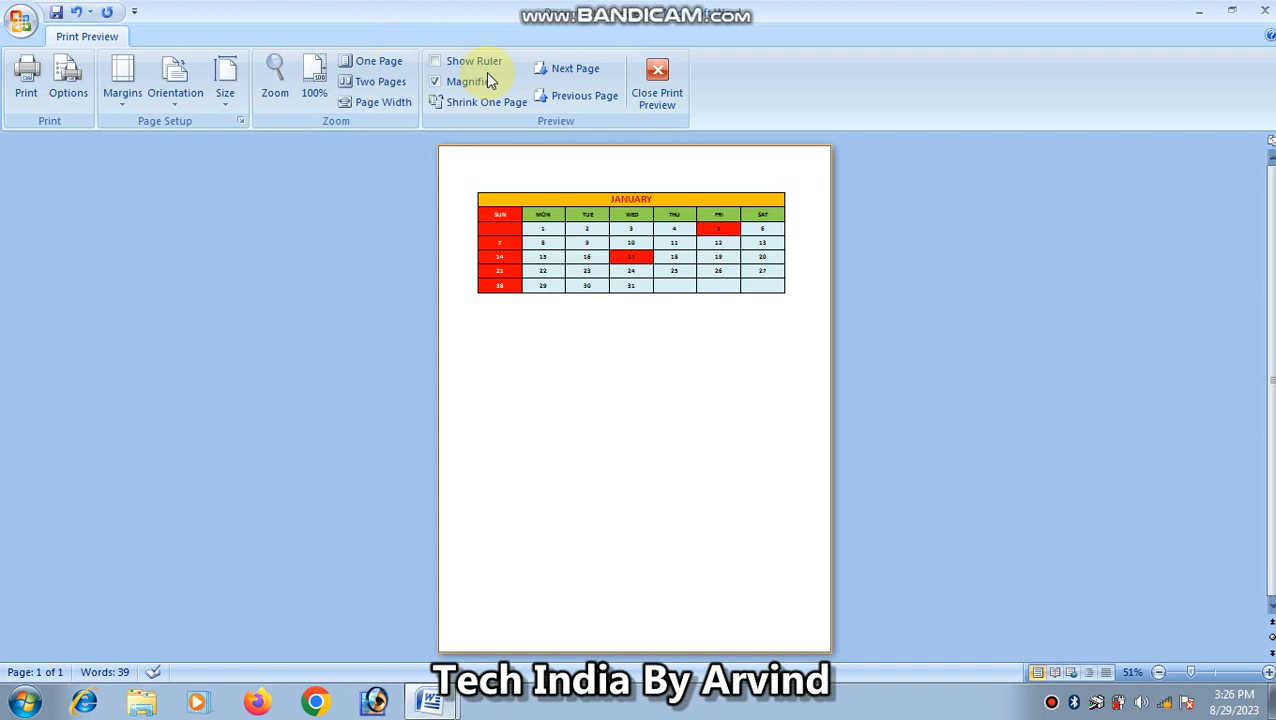 www.BANDICAM.com
Print Preview
Print
Options
Margins
Orientation
Size
Zoom
100%
One Page
Two Pages
Page Width
Show Ruler
Shrink One Page
Next Page
Previous Page
Close Print
Preview
Print
Page Setup
Zoom
Preview
JANUARY
SUN MON TUE WED THU FRI SAT
1 2 3 4 5 6
7 8 9 10 11 12 13
14 15 16 17 18 19 20
21 22 23 24 25 26 27
28 29 30 31
Page: 1 of 1 Words: 39
51%
Tech India By Arvind
3:26 PM
8/29/2023